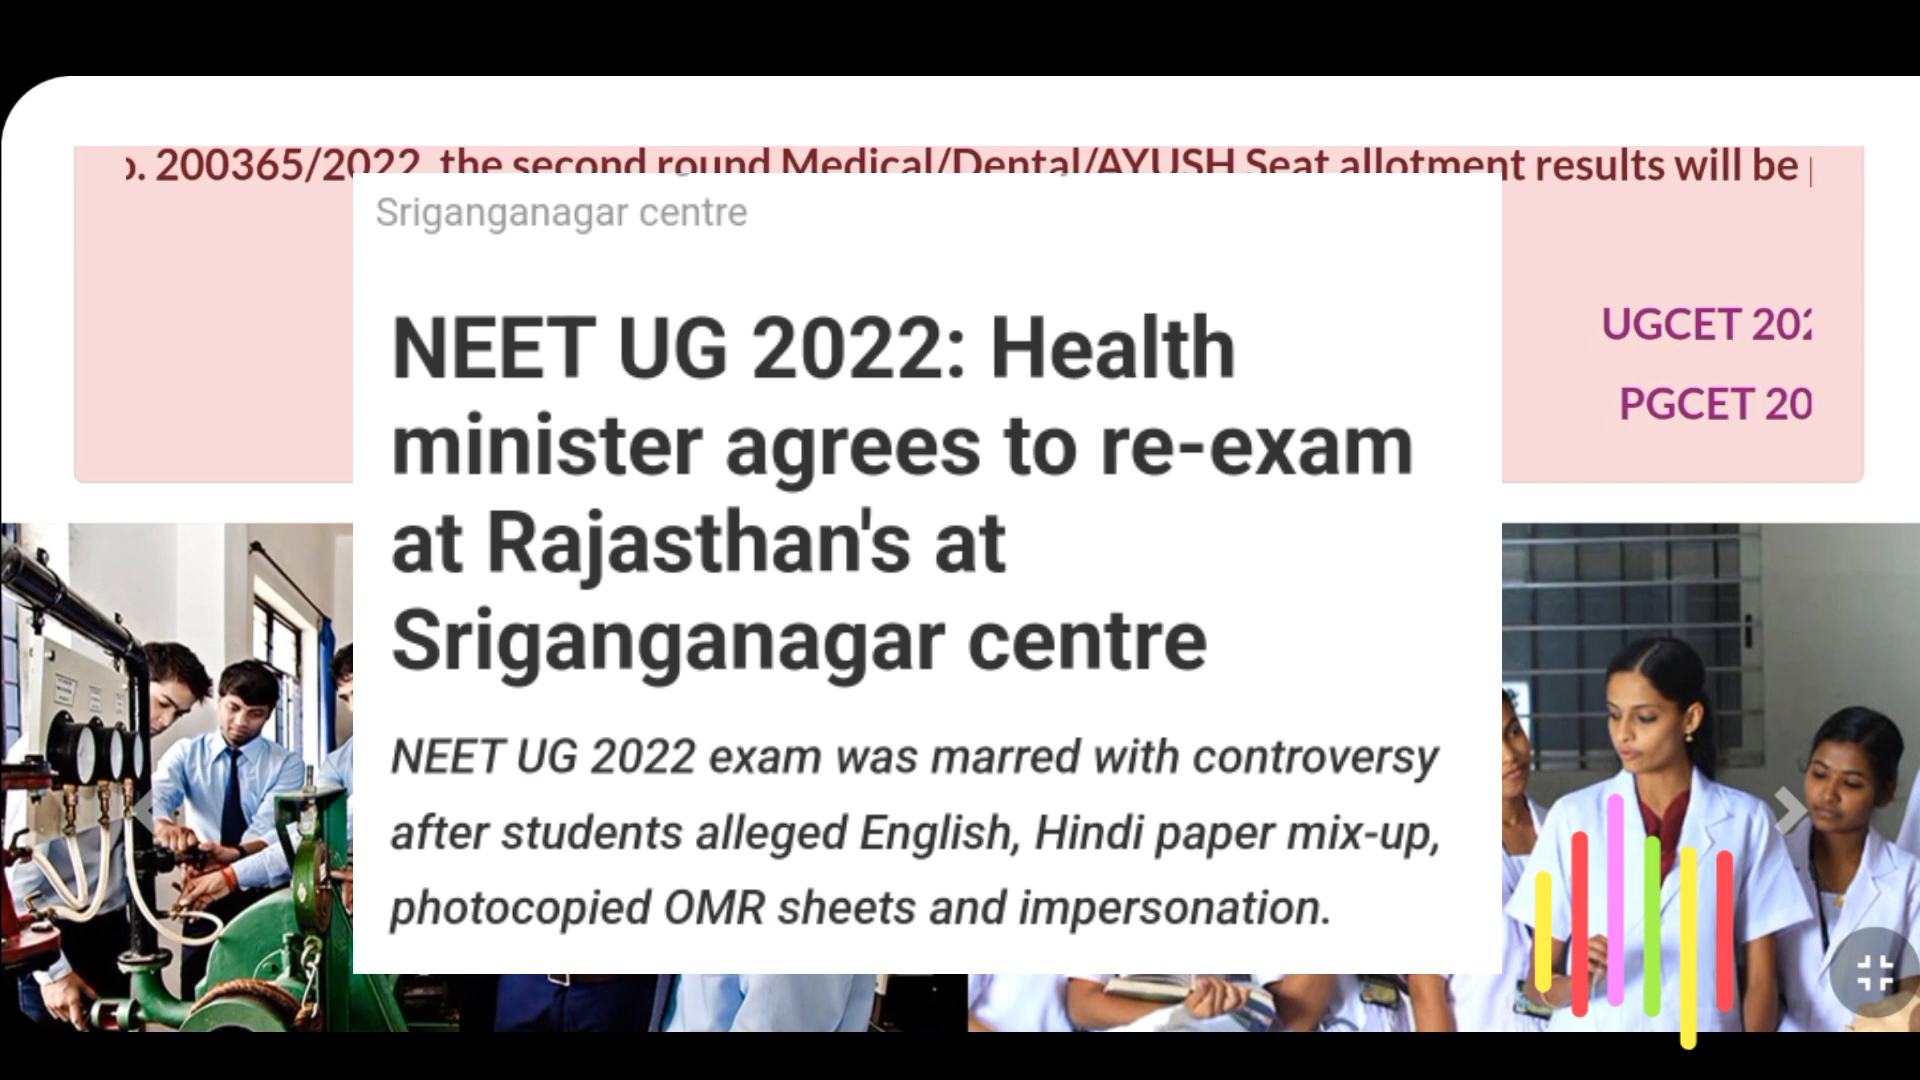 o. 200365/2022, the second round Medical/Dental/AYUSH Seat allotment results will be
Sriganganagar centre
UGCET 202
PGCET 20
NEET UG 2022: Health
minister agrees to re-exam
at Rajasthan's at
Sriganganagar centre
NEET UG 2022 exam was marred with controversy
after students alleged English, Hindi paper mix-up,
photocopied OMR sheets and impersonation.